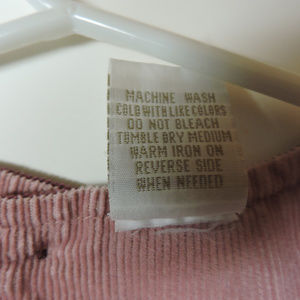 MACHINE WASH
COLD WITH LIKE COLORS
DO NOT BLEACH
TUMBLE DRY MEDIUM
WARM IRON ON
REVERSE SIDE
WHEN NEEDED